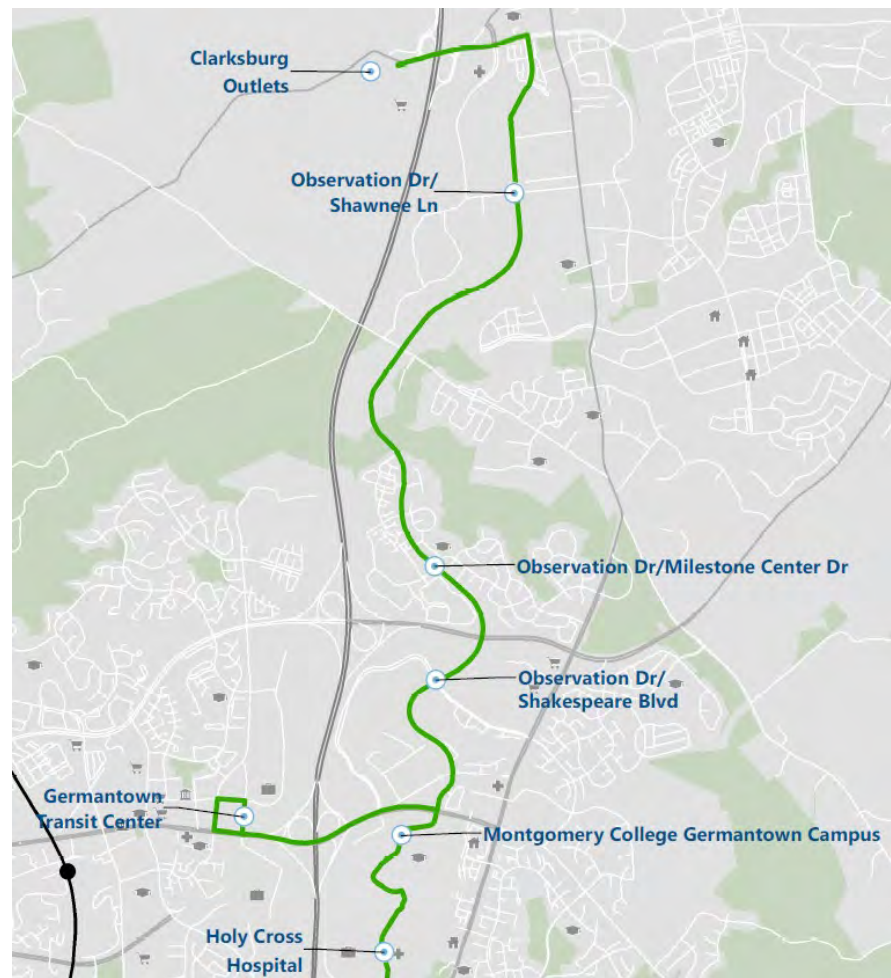 Clarksburg
Outlets
Observation Dr/
Shawnee Ln
Observation Dr/Milestone Center Dr
Observation Dr/
Shakespeare Blvd
Germantown
Transit Center
Montgomery College Germantown Campus
Holy Cross
Hospital